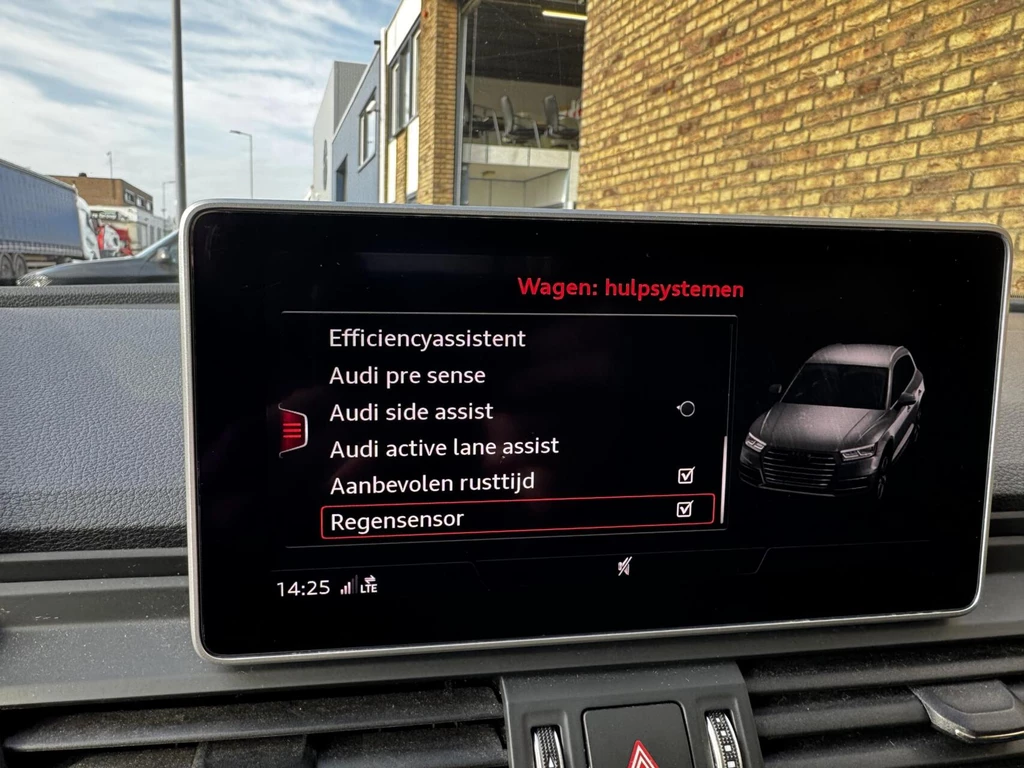 Wagen: hulpsystemen
Efficiencyassistent
Audi pre sense
Audi side assist
Audi active lane assist
Aanbevolen rusttijd
Regensensor
14:25 LTE